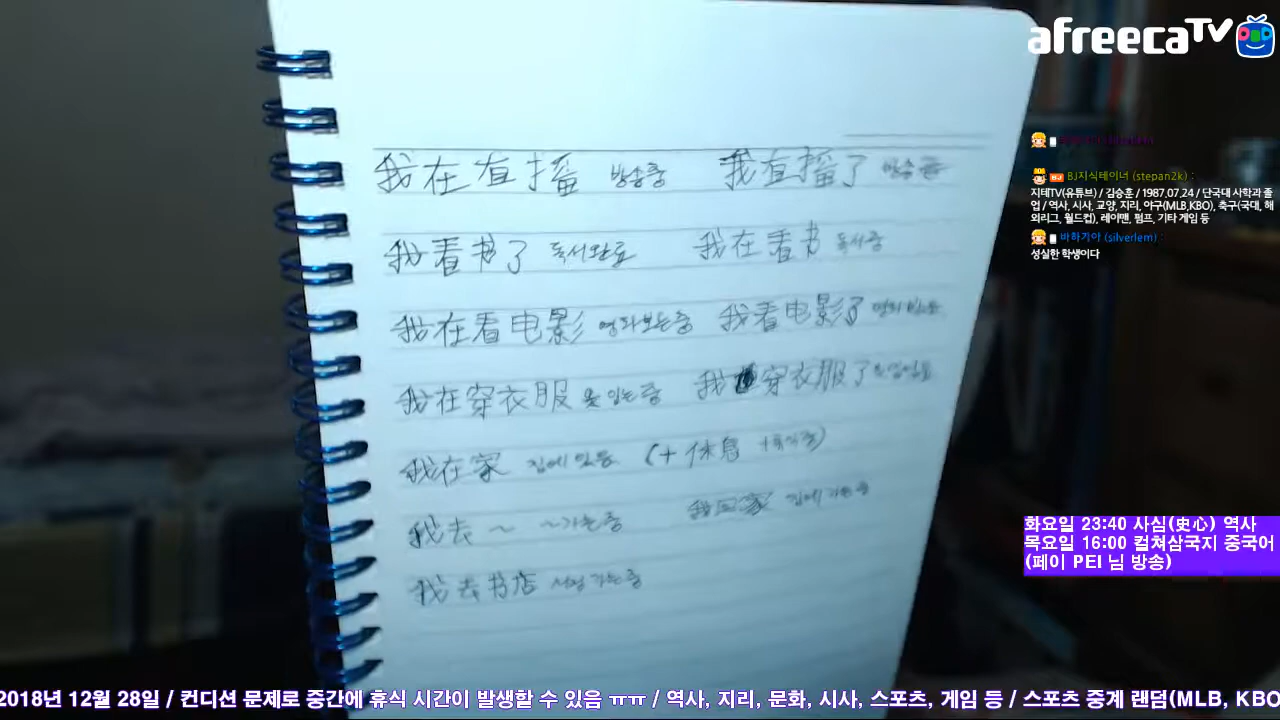 afreecaTV
我在直播 방송중 我直播了 방송
我看书了 독서완료 我在看书 독서중
我在看电影 영화보는중 我看电影了
我在穿衣服 옷 입는중 我穿衣服了
我在家 집에 있음 (+ 休息 +휴식중)
我去 ~ ~가는중 我回家 집에 가는중
我去书店 서점 가는중
BJ지식테이너 (stepan2k) :
지테TV(유튜브) / 김승훈 / 1987.07.24 / 단국대 사학과 졸
업 / 역사, 시사, 교양, 지리, 야구(MLB,KBO), 축구(국대, 해
외리그, 월드컵), 레이맨, 펌프, 기타 게임 등
바하기아 (silverlem) :
성실한 학생이다
화요일 23:40 사심(史心) 역사
목요일 16:00 컬쳐삼국지 중국어
(페이 PEI 님 방송)
2018년 12월 28일 / 컨디션 문제로 중간에 휴식 시간이 발생할 수 있음 ㅠㅠ / 역사, 지리, 문화, 시사, 스포츠, 게임 등 / 스포츠 중계 랜덤(MLB, KBO